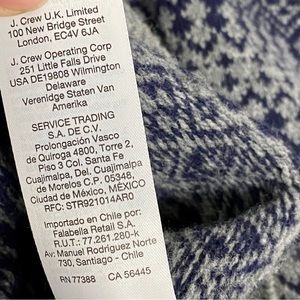 J. Crew U.K. Limited
100 New Bridge Street
London, EC4V 6JA
J. Crew Operating Corp
251 Little Falls Drive
USA DE19808 Wilmington
Delaware
Verenidge Staten Van
Amerika
SERVICE TRADING
S.A. DE C.V.
Prolongación Vasco
de Quiroga 4800, Torre 2,
Piso 3 Col. Santa Fe
Cuajimalpa, Del. Cuajimalpa
de Morelos C.P. 05348,
Ciudad de México, MÉXICO
RFC: STR921014AR0
Importado en Chile por:
Falabella Retail S.A.
R.U.T.: 77.261.280-k
Av: Manuel Rodríguez Norte
730, Santiago - Chile
RN 77388 CA 56445